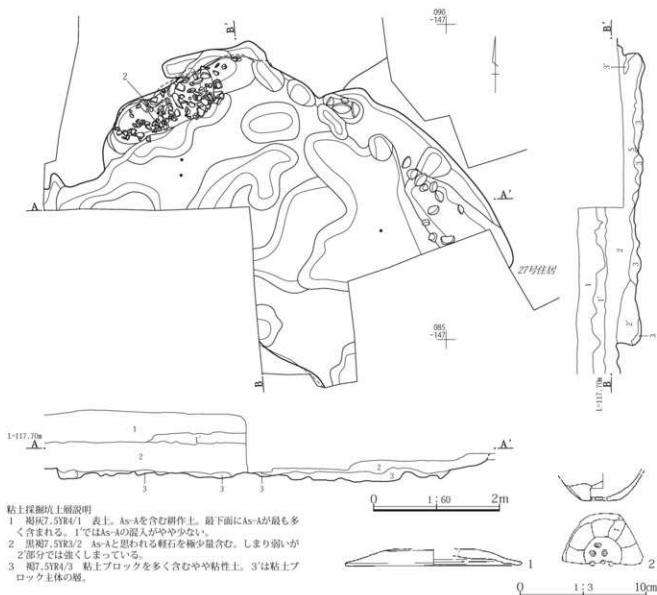 B'
090
-147
B'
3'
2
3
5
3
A
A'
2
3
27号住居
1
1'
085
-147
2'
3
B
B
L=117.70m
L=117.70m
A
A'
1
1'
2
2
3
3
3
3
0
1:60
2m
粘土採掘坑土層説明
1 褐灰7.5YR4/1 表土。As-Aを含む耕作土。最下面にAs-Aが最も多
く含まれる。1'ではAs-Aの混入がやや少ない。
2 黒褐7.5YR3/2 As-Aと思われる軽石を極少量含む。しまり弱いが
2'部分では強くしまっている。
3 褐7.5YR4/3 粘土ブロックを多く含むやや粘性土。3'は粘土ブ
ロック主体の層。
1
2
0
1:3
10cm